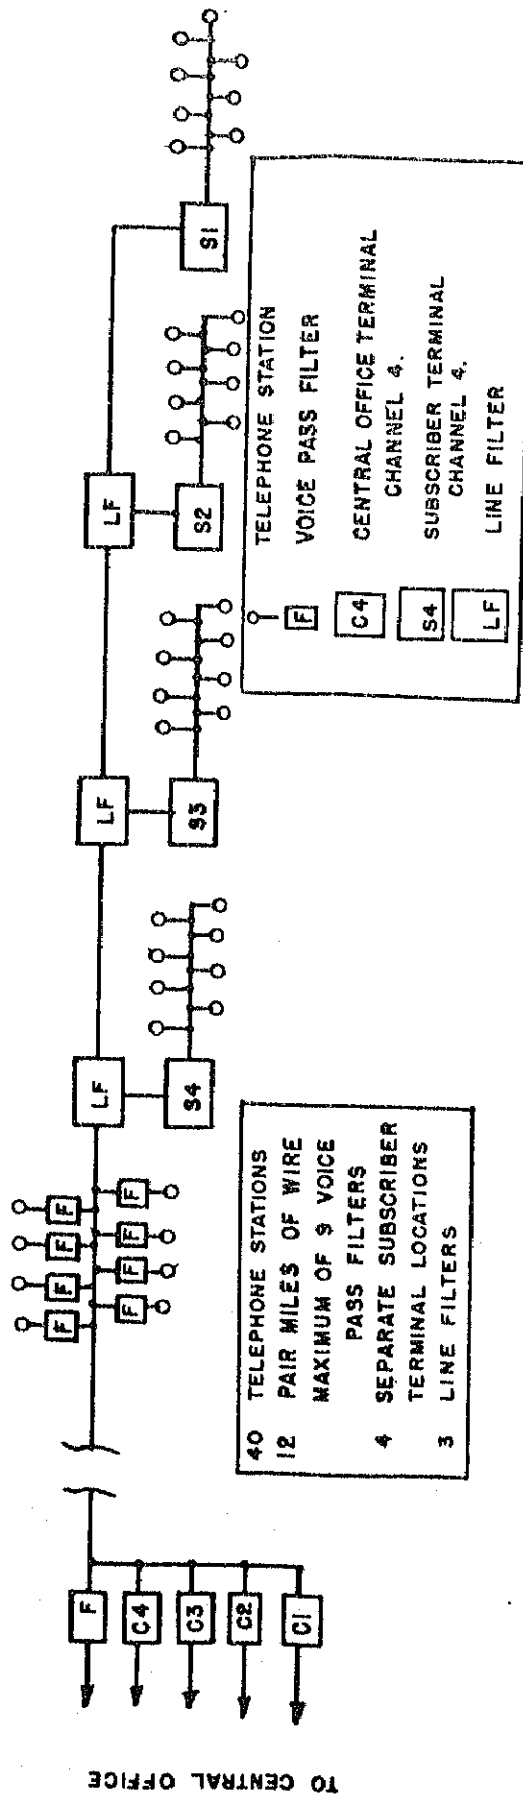 TO CENTRAL OFFICE
F
C4
C3
C2
C1
F
F
F
F
F
F
F
F
LF
S4
LF
S3
LF
S2
S1
40 TELEPHONE STATIONS
12 PAIR MILES OF WIRE
MAXIMUM OF 9 VOICE
PASS FILTERS
4 SEPARATE SUBSCRIBER
TERMINAL LOCATIONS
3 LINE FILTERS
TELEPHONE STATION
F VOICE PASS FILTER
C4 CENTRAL OFFICE TERMINAL
CHANNEL 4.
S4 SUBSCRIBER TERMINAL
CHANNEL 4.
LF LINE FILTER